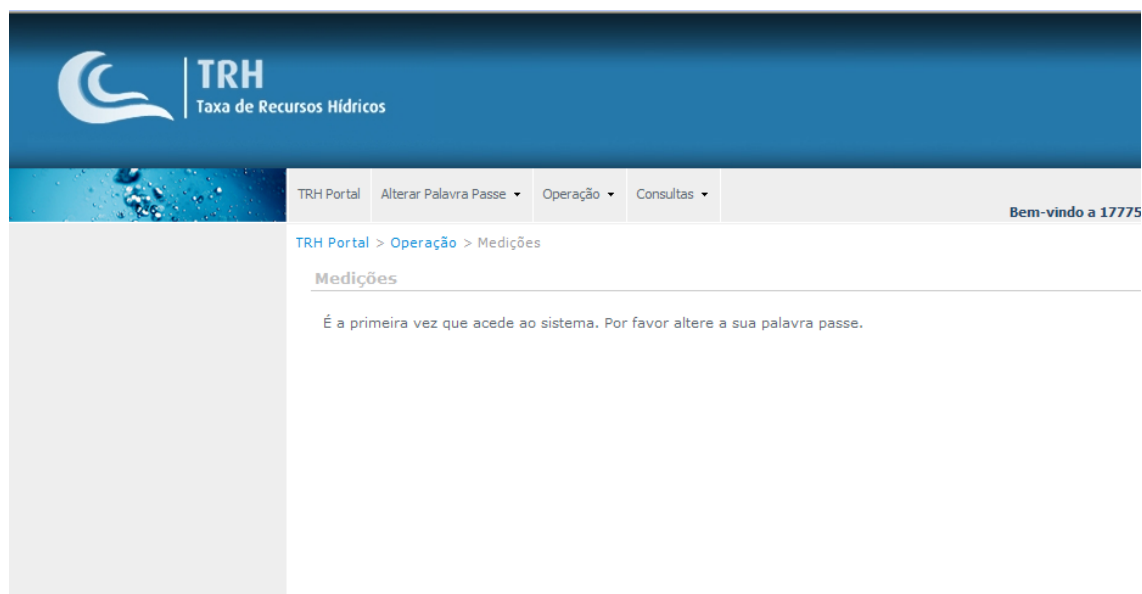 TRH
Taxa de Recursos Hídricos
TRH Portal Alterar Palavra Passe Operação Consultas
Bem-vindo a 17775
TRH Portal > Operação > Medições
Medições
É a primeira vez que acede ao sistema. Por favor altere a sua palavra passe.